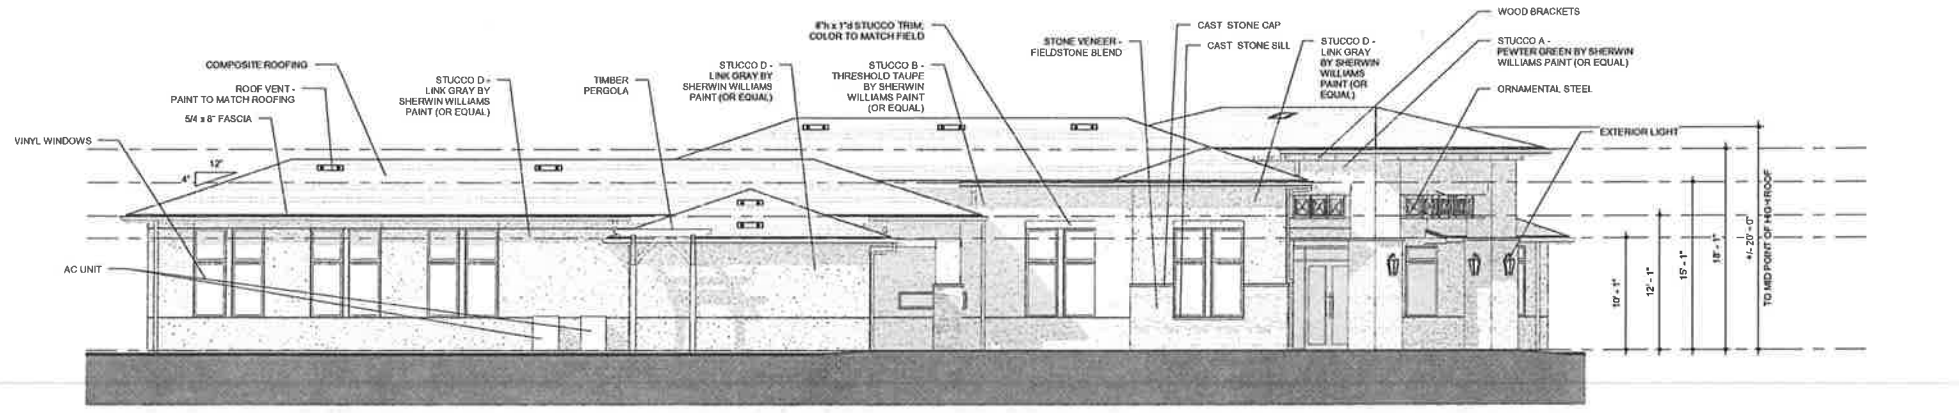 WOOD BRACKETS
8"h x 1"d STUCCO TRIM,
COLOR TO MATCH FIELD
CAST STONE CAP
STONE VENEER -
FIELDSTONE BLEND
CAST STONE SILL
STUCCO D -
LINK GRAY
BY SHERWIN
WILLIAMS
PAINT (OR
EQUAL)
STUCCO A -
PEWTER GREEN BY SHERWIN
WILLIAMS PAINT (OR EQUAL)
COMPOSITE ROOFING
STUCCO D -
LINK GRAY BY
SHERWIN WILLIAMS
PAINT (OR EQUAL)
TIMBER
PERGOLA
STUCCO D -
LINK GRAY BY
SHERWIN WILLIAMS
PAINT (OR EQUAL)
STUCCO B -
THRESHOLD TAUPE
BY SHERWIN
WILLIAMS PAINT
(OR EQUAL)
ROOF VENT -
PAINT TO MATCH ROOFING
ORNAMENTAL STEEL
5/4 x 8" FASCIA
EXTERIOR LIGHT
VINYL WINDOWS
12"
4"
AC UNIT
10' - 1"
12' - 1"
15' - 1"
18' - 1"
+/- 20' - 0"
TO MED POINT OF HIGH ROOF